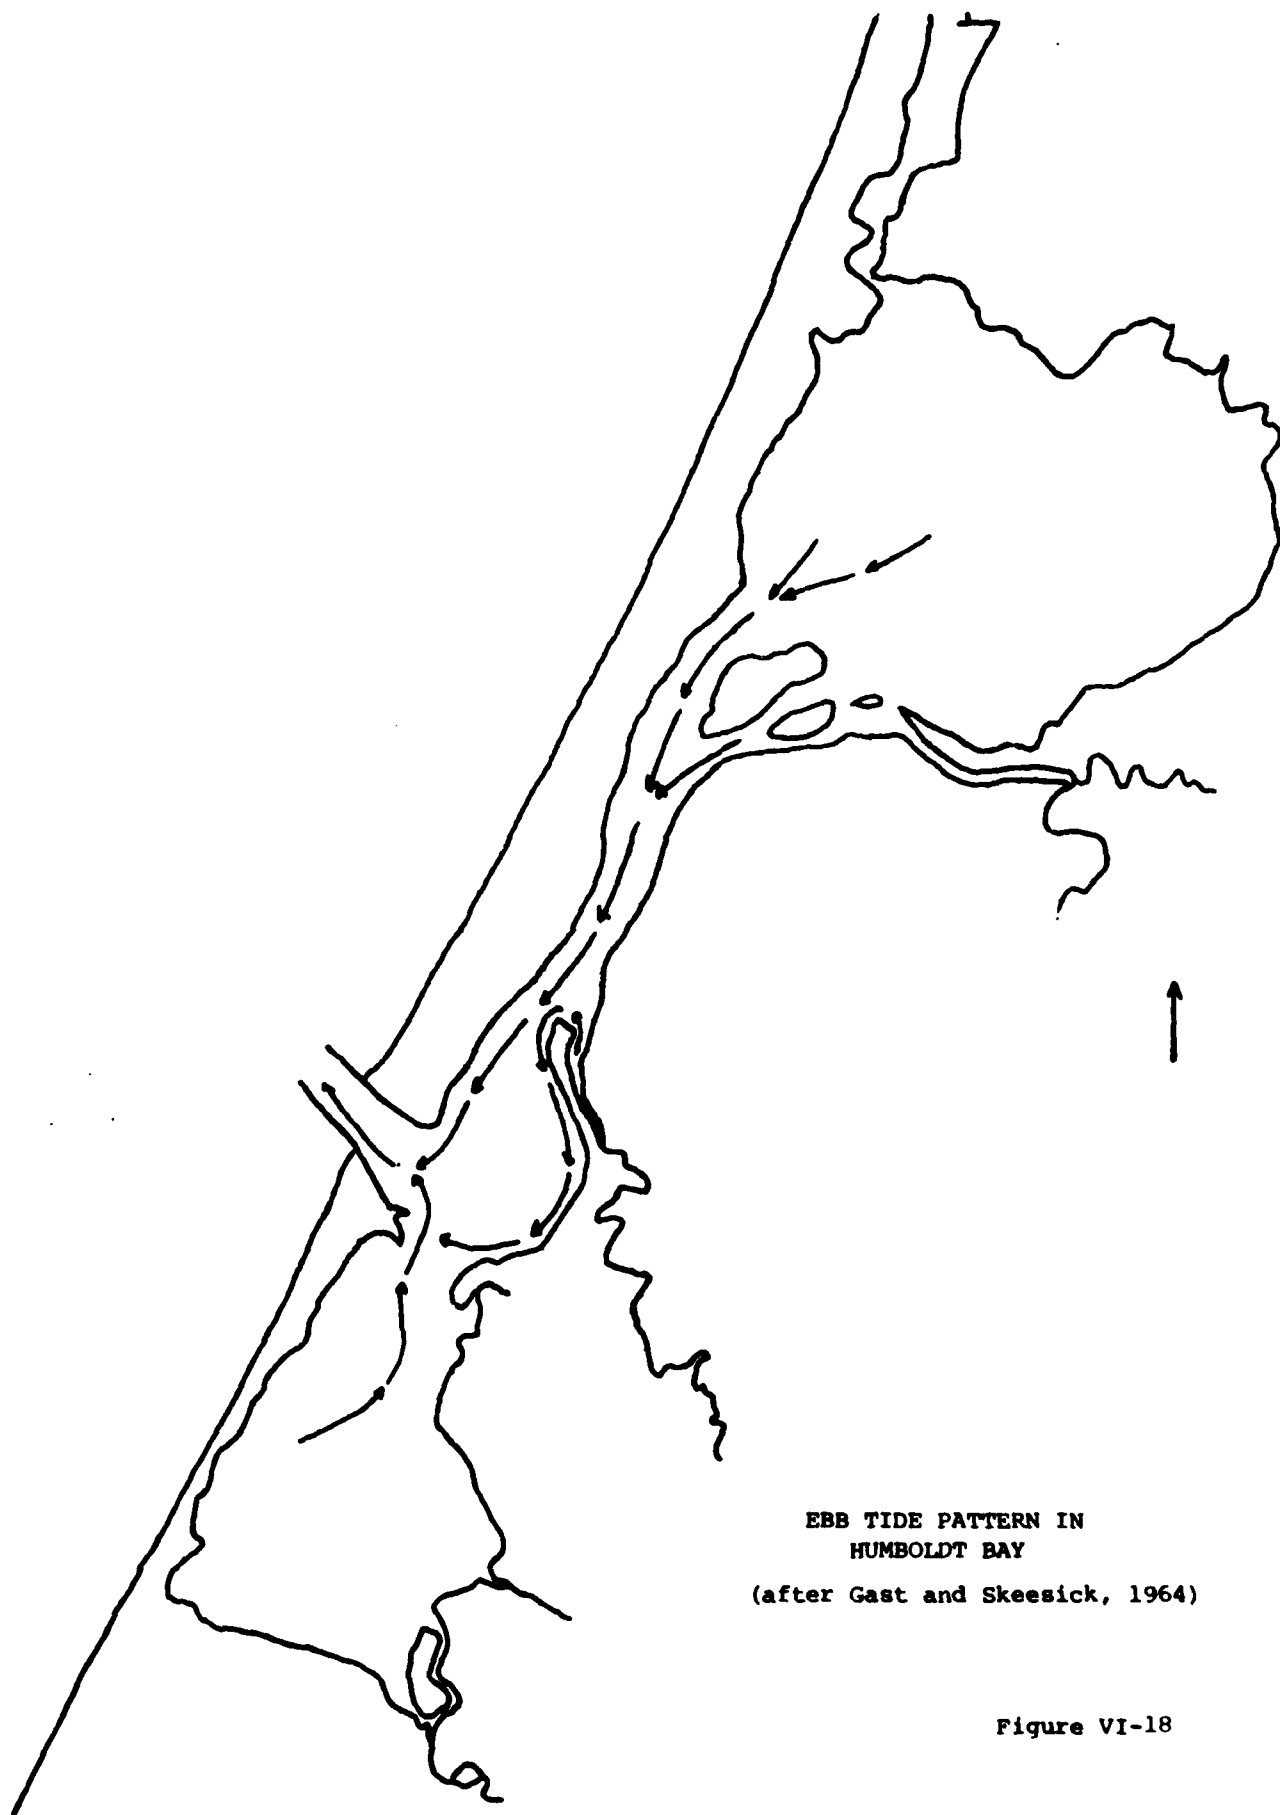 EBB TIDE PATTERN IN
HUMBOLDT BAY
(after Gast and Skeesick, 1964)
Figure VI-18